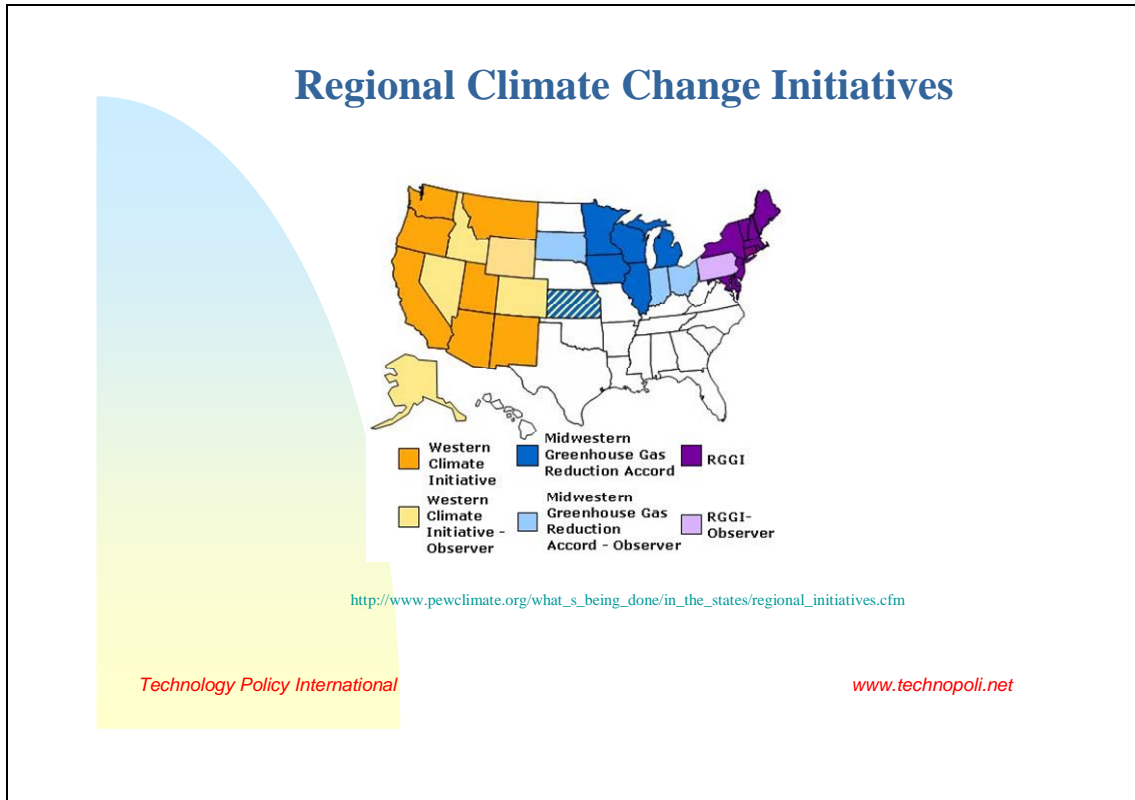 Regional Climate Change Initiatives
Western
Climate
Initiative
Midwestern
Greenhouse Gas
Reduction Accord
RGGI
Western
Climate
Initiative -
Observer
Midwestern
Greenhouse Gas
Reduction
Accord - Observer
RGGI-
Observer
http://www.pewclimate.org/what_s_being_done/in_the_states/regional_initiatives.cfm
Technology Policy International
www.technopoli.net